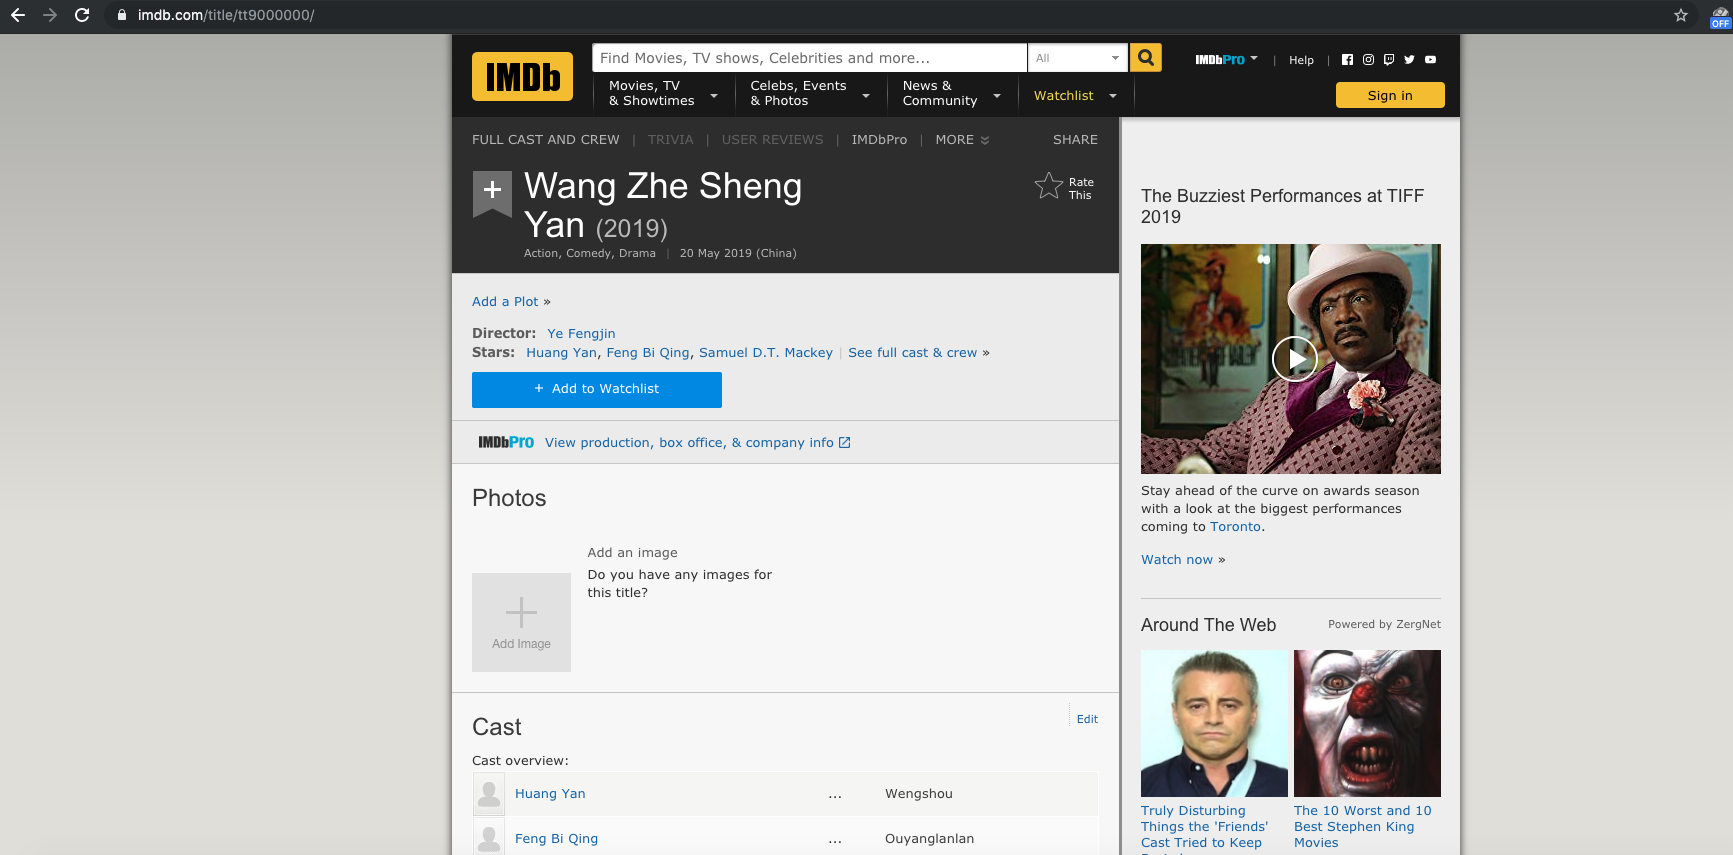 imdb.com/title/tt9000000/
OFF
IMDb
Find Movies, TV shows, Celebrities and more...
All
IMDbPro | Help |
Movies, TV
& Showtimes
Celebs, Events
& Photos
News &
Community
Watchlist
Sign in
FULL CAST AND CREW | TRIVIA | USER REVIEWS | IMDbPro | MORE
SHARE
Wang Zhe Sheng
Yan (2019)
Rate
This
Action, Comedy, Drama | 20 May 2019 (China)
Add a Plot »
Director: Ye Fengjin
Stars: Huang Yan, Feng Bi Qing, Samuel D.T. Mackey | See full cast & crew »
+ Add to Watchlist
IMDbPro View production, box office, & company info
Photos
Add an image
Do you have any images for
this title?
Add Image
Cast
Edit
Cast overview:
Huang Yan ... Wengshou
Feng Bi Qing ... Ouyanglanlan
The Buzziest Performances at TIFF
2019
Stay ahead of the curve on awards season
with a look at the biggest performances
coming to Toronto.
Watch now »
Around The Web
Powered by ZergNet
Truly Disturbing
Things the 'Friends'
Cast Tried to Keep
The 10 Worst and 10
Best Stephen King
Movies